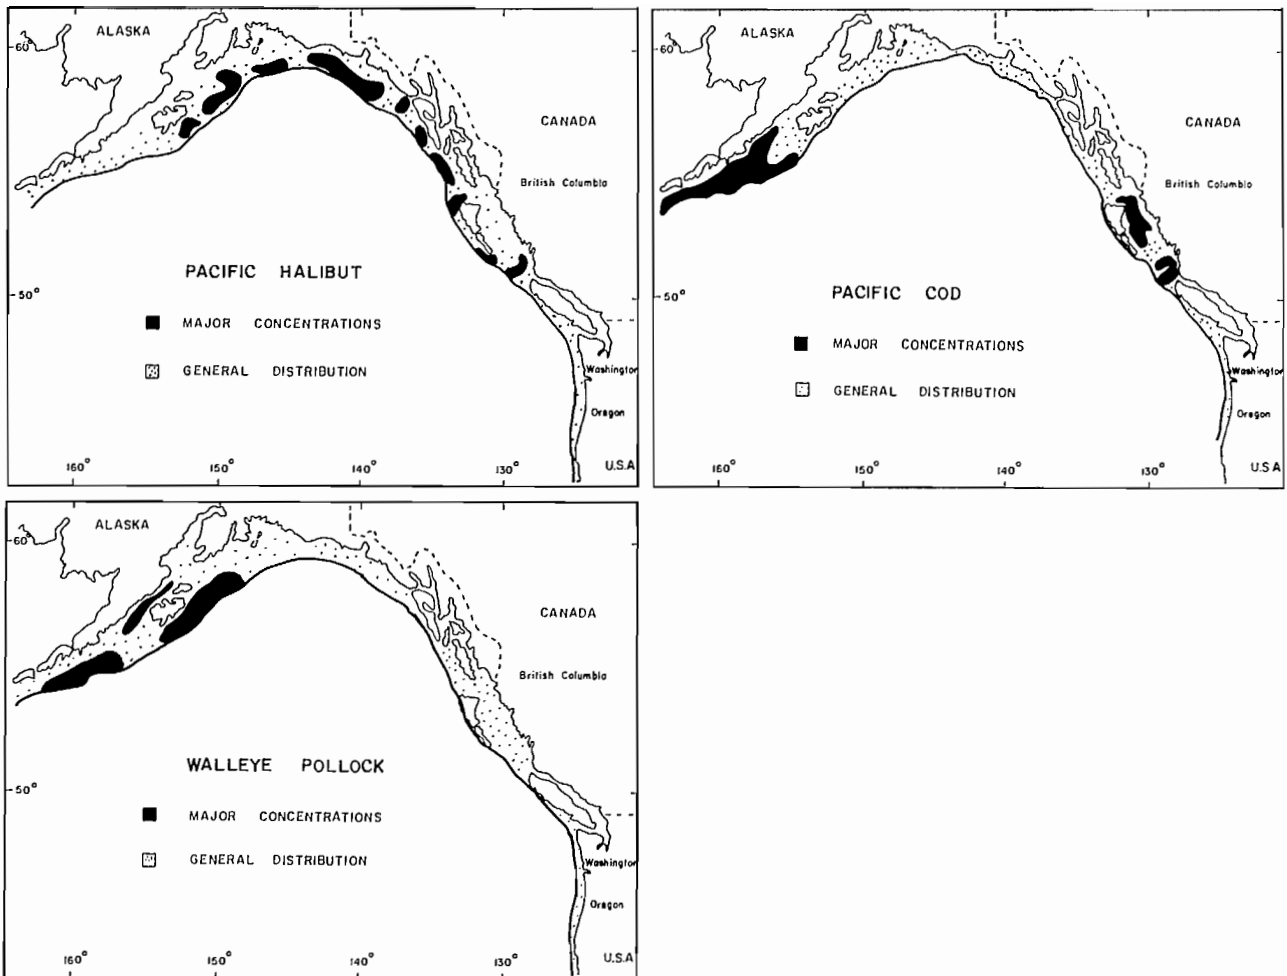 ALASKA
60°
CANADA
British Columbia
PACIFIC HALIBUT
50°
MAJOR CONCENTRATIONS
GENERAL DISTRIBUTION
Washington
Oregon
160° 150° 140° 130° U.S.A
ALASKA
60°
CANADA
British Columbia
PACIFIC COD
50°
MAJOR CONCENTRATIONS
GENERAL DISTRIBUTION
Washington
Oregon
160° 150° 140° 130° U.S.A
ALASKA
60°
CANADA
British Columbia
WALLEYE POLLOCK
50°
MAJOR CONCENTRATIONS
GENERAL DISTRIBUTION
Washington
Oregon
160° 150° 140° 130° U.S.A